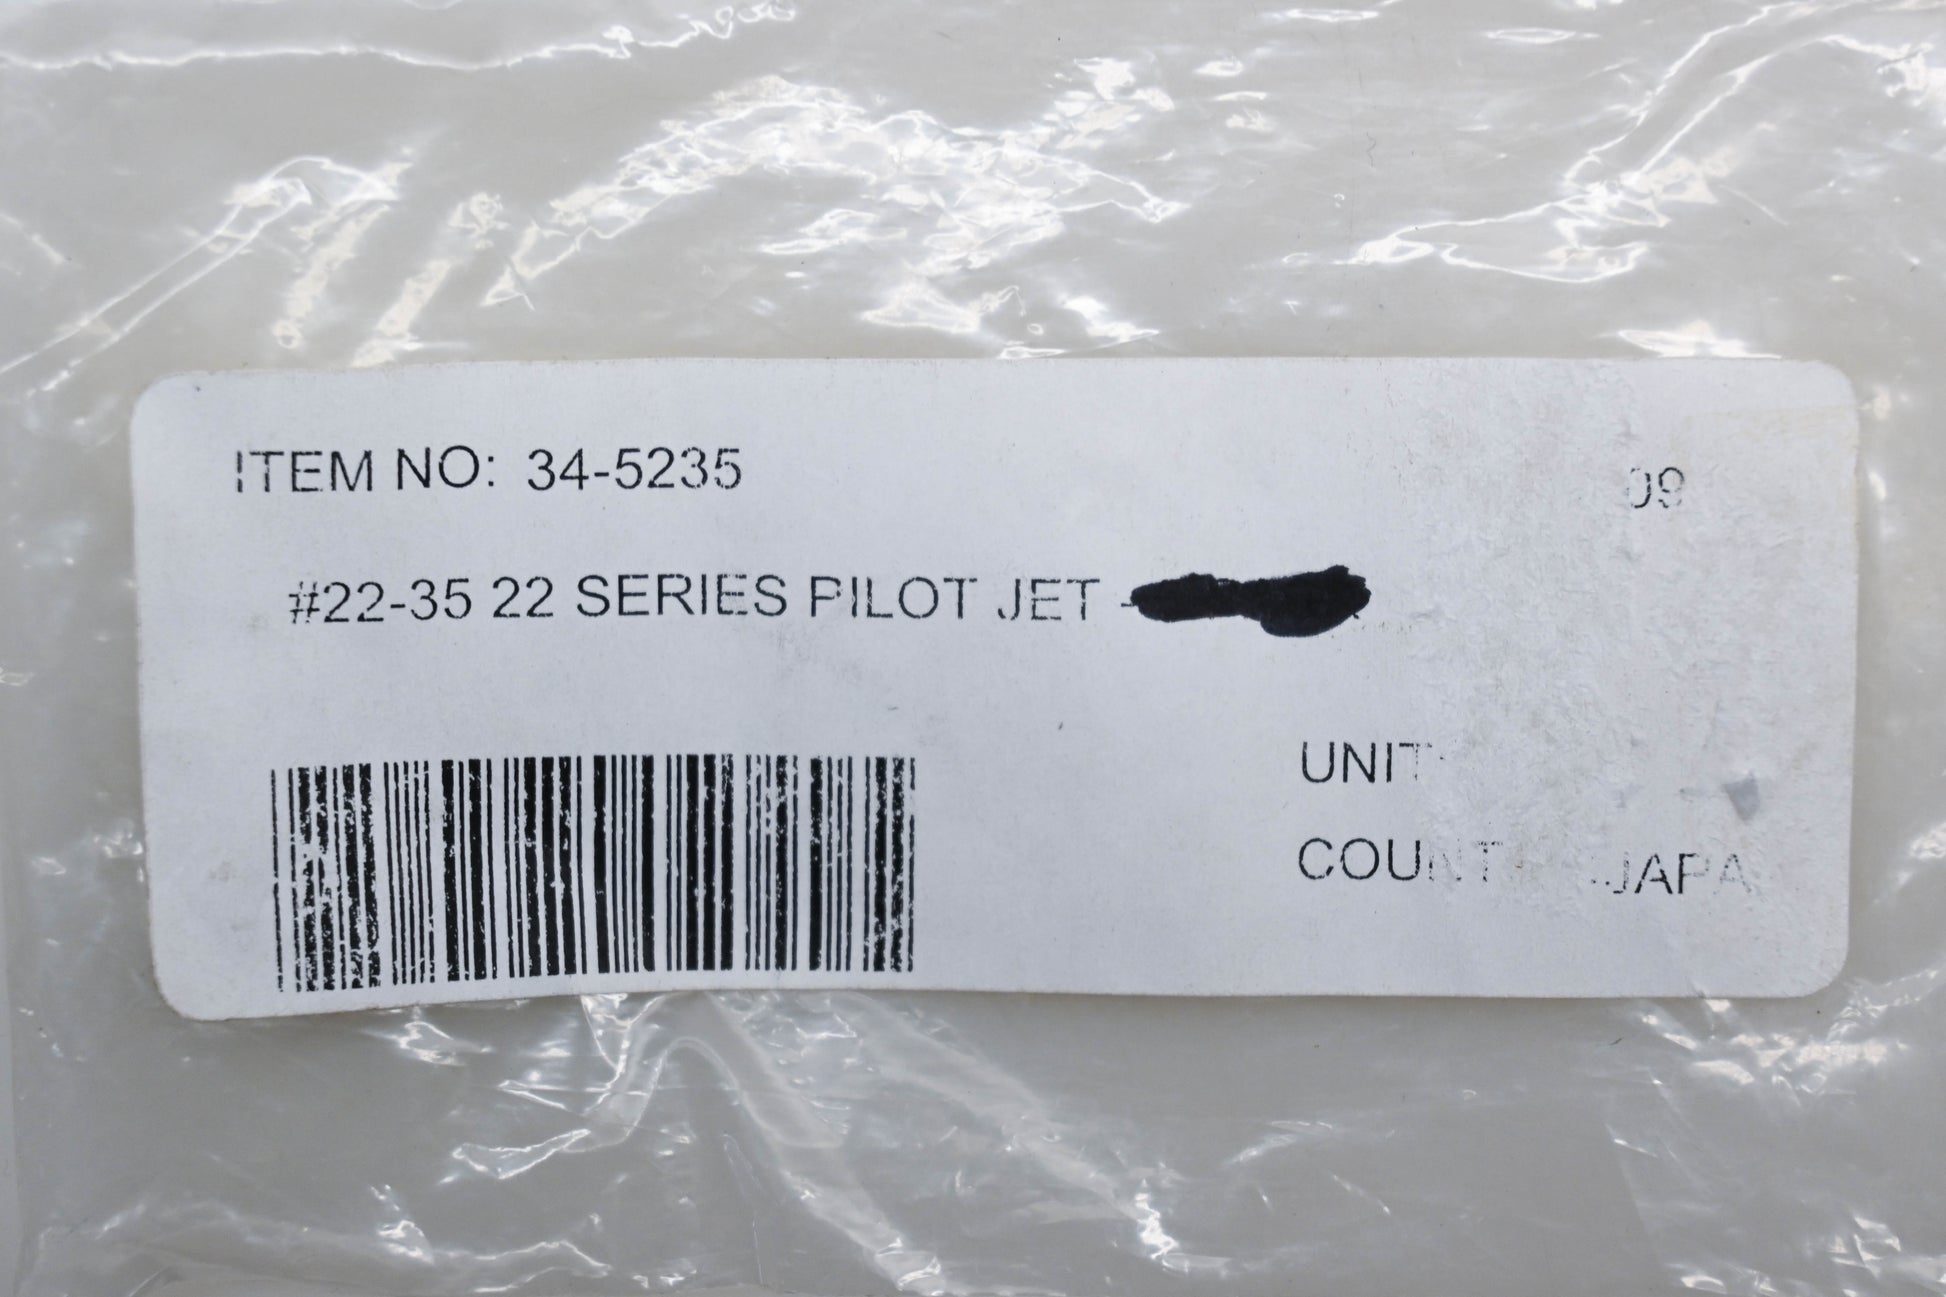 ITEM NO: 34-5235
09
#22-35 22 SERIES PILOT JET -
UNIT
COUNT JAPA